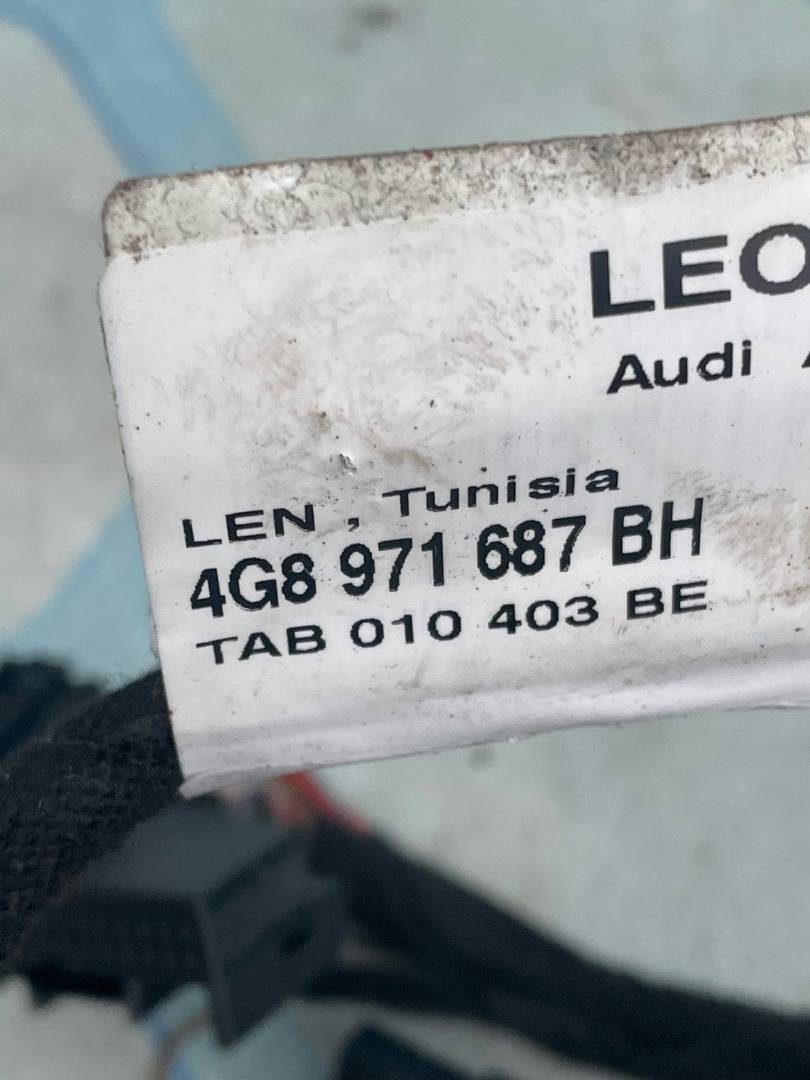 LEO
Audi
LEN , Tunisia
4G8 971 687 BH
TAB 010 403 BE